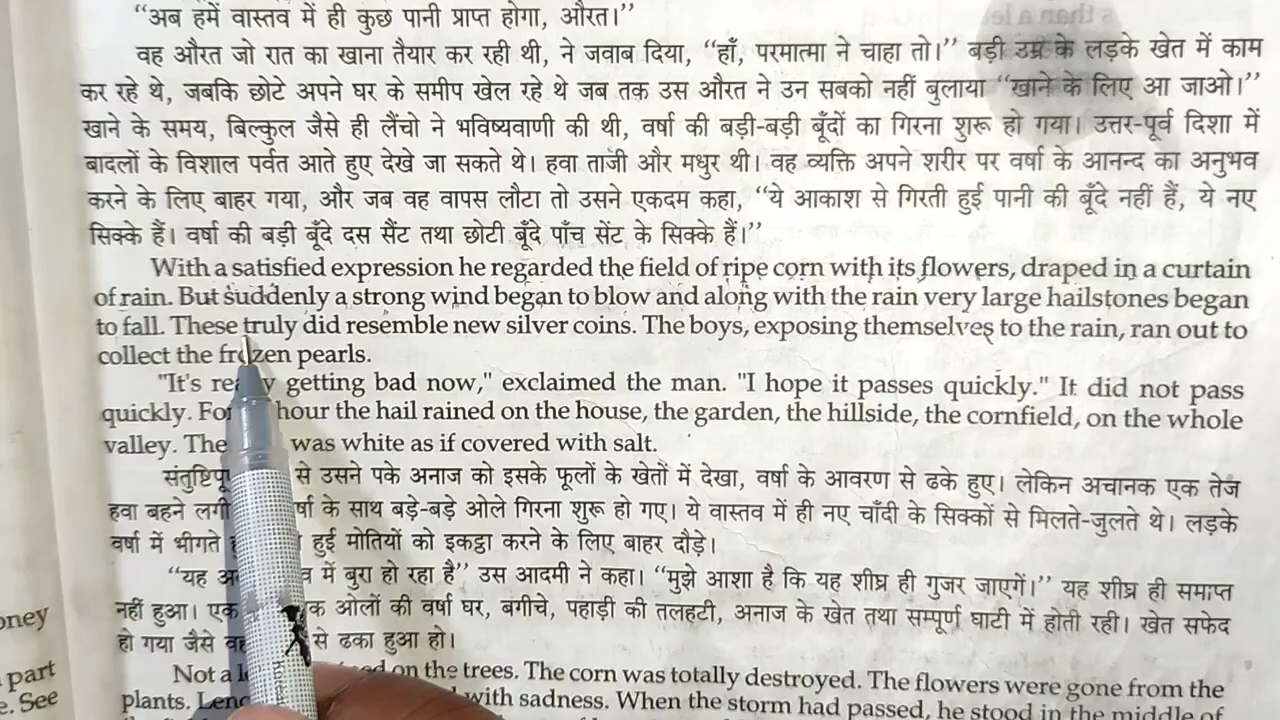 “अब हमें वास्तव में ही कुछ पानी प्राप्त होगा, औरत।”
वह औरत जो रात का खाना तैयार कर रही थी, ने जवाब दिया, “हाँ, परमात्मा ने चाहा तो।” बड़ी उम्र के लड़के खेत में काम
कर रहे थे, जबकि छोटे अपने घर के समीप खेल रहे थे जब तक उस औरत ने उन सबको नहीं बुलाया “खाने के लिए आ जाओ।”
खाने के समय, बिल्कुल जैसे ही लैंचो ने भविष्यवाणी की थी, वर्षा की बड़ी-बड़ी बूँदों का गिरना शुरू हो गया। उत्तर-पूर्व दिशा में
बादलों के विशाल पर्वत आते हुए देखे जा सकते थे। हवा ताजी और मधुर थी। वह व्यक्ति अपने शरीर पर वर्षा के आनन्द का अनुभव
करने के लिए बाहर गया, और जब वह वापस लौटा तो उसने एकदम कहा, “ये आकाश से गिरती हुई पानी की बूँदे नहीं हैं, ये नए
सिक्के हैं। वर्षा की बड़ी बूँदे दस सैंट तथा छोटी बूँदे पाँच सेंट के सिक्के हैं।”
With a satisfied expression he regarded the field of ripe corn with its flowers, draped in a curtain
of rain. But suddenly a strong wind began to blow and along with the rain very large hailstones began
to fall. These truly did resemble new silver coins. The boys, exposing themselves to the rain, ran out to
collect the frozen pearls.
"It's getting bad now," exclaimed the man. "I hope it passes quickly." It did not pass
quickly. For hour the hail rained on the house, the garden, the hillside, the cornfield, on the whole
valley. The was white as if covered with salt.
से उसने पके अनाज को इसके फूलों के खेतों में देखा, वर्षा के आवरण से ढके हुए। लेकिन अचानक एक तेज
हवा बहने लगी के साथ बड़े-बड़े ओले गिरना शुरू हो गए। ये वास्तव में ही नए चाँदी के सिक्कों से मिलते-जुलते थे। लड़के
वर्षा में भीगते हुई मोतियों को इकट्ठा करने के लिए बाहर दौड़े।
“यह में बुरा हो रहा है” उस आदमी ने कहा। “मुझे आशा है कि यह शीघ्र ही गुजर जाएगें।” यह शीघ्र ही समाप्त
नहीं हुआ। एक ओलों की वर्षा घर, बगीचे, पहाड़ी की तलहटी, अनाज के खेत तथा सम्पूर्ण घाटी में होती रही। खेत सफेद
हो गया जैसे वह से ढका हुआ हो।
Not a on the trees. The corn was totally destroyed. The flowers were gone from the
plants. with sadness. When the storm had passed, he stood in the middle of
part
See